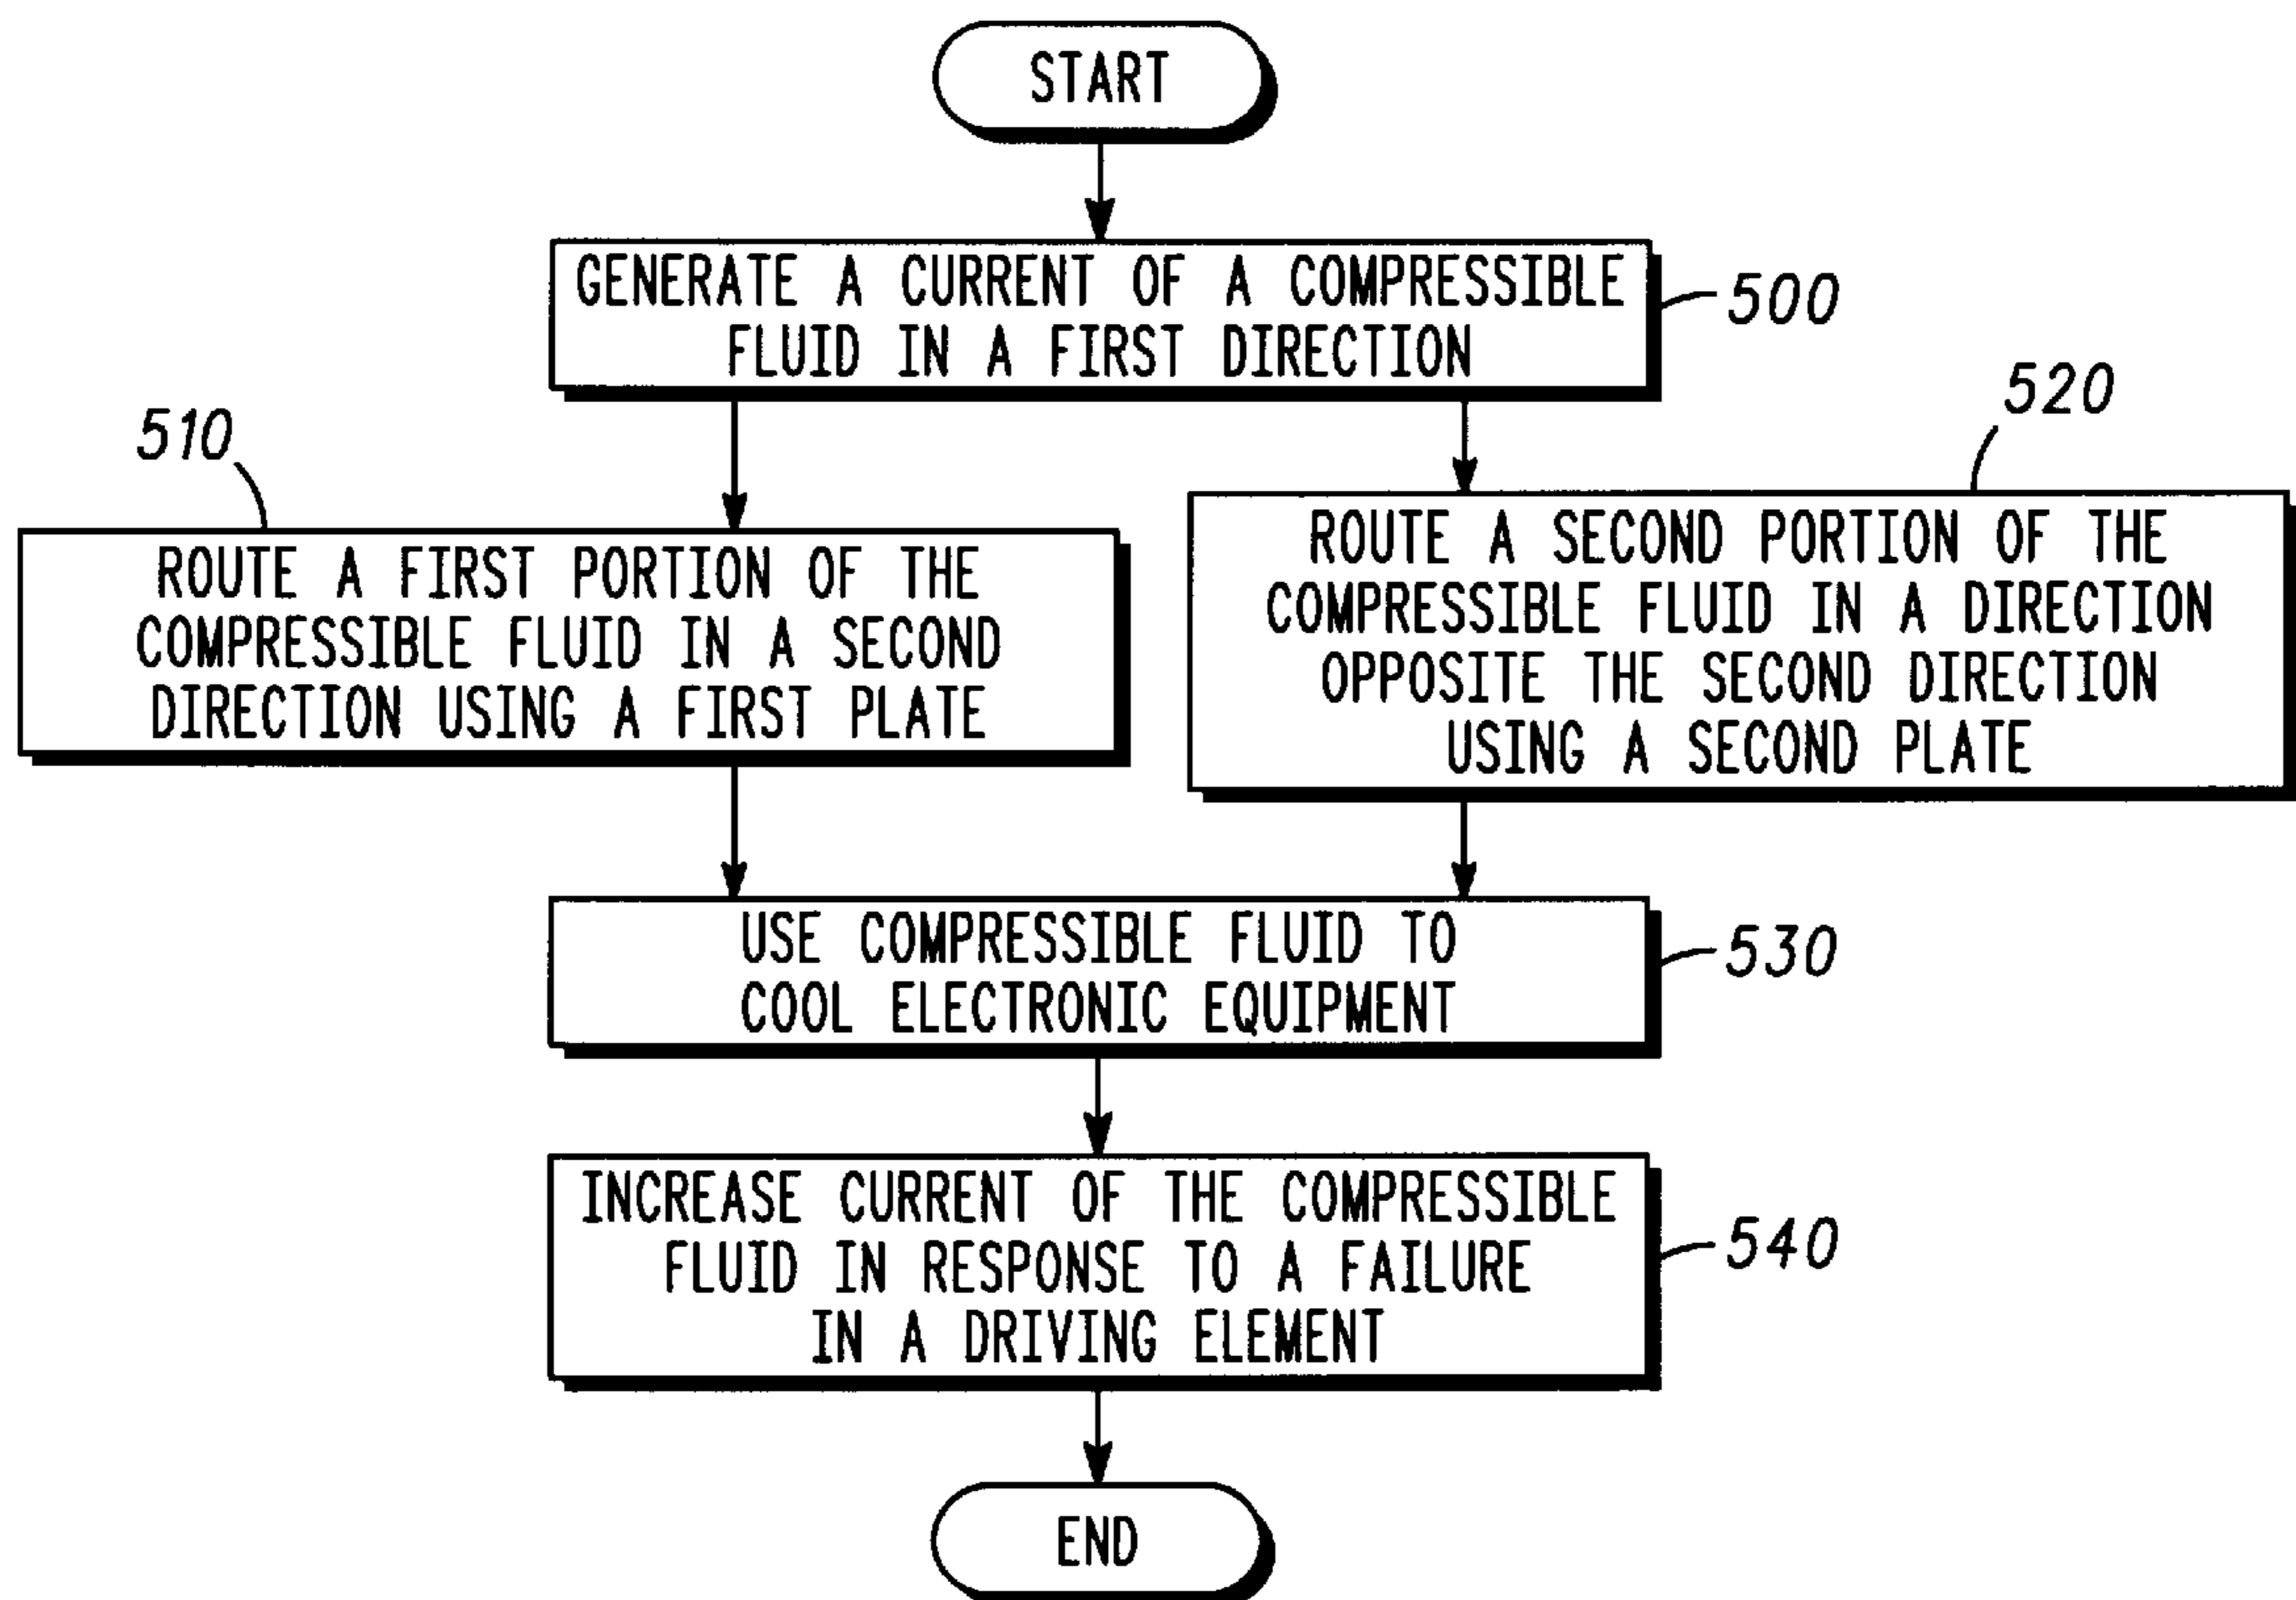 START
GENERATE A CURRENT OF A COMPRESSIBLE
FLUID IN A FIRST DIRECTION
500
510
ROUTE A FIRST PORTION OF THE
COMPRESSIBLE FLUID IN A SECOND
DIRECTION USING A FIRST PLATE
520
ROUTE A SECOND PORTION OF THE
COMPRESSIBLE FLUID IN A DIRECTION
OPPOSITE THE SECOND DIRECTION
USING A SECOND PLATE
USE COMPRESSIBLE FLUID TO
COOL ELECTRONIC EQUIPMENT
530
INCREASE CURRENT OF THE COMPRESSIBLE
FLUID IN RESPONSE TO A FAILURE
IN A DRIVING ELEMENT
540
END